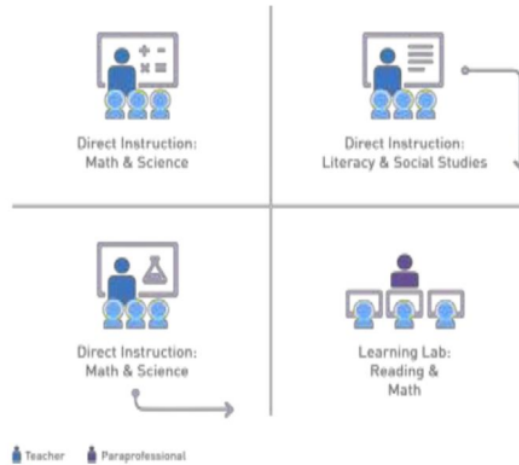 + -
× =
Direct Instruction:
Math & Science
Direct Instruction:
Literacy & Social Studies
Direct Instruction:
Math & Science
Learning Lab:
Reading &
Math
Teacher Paraprofessional